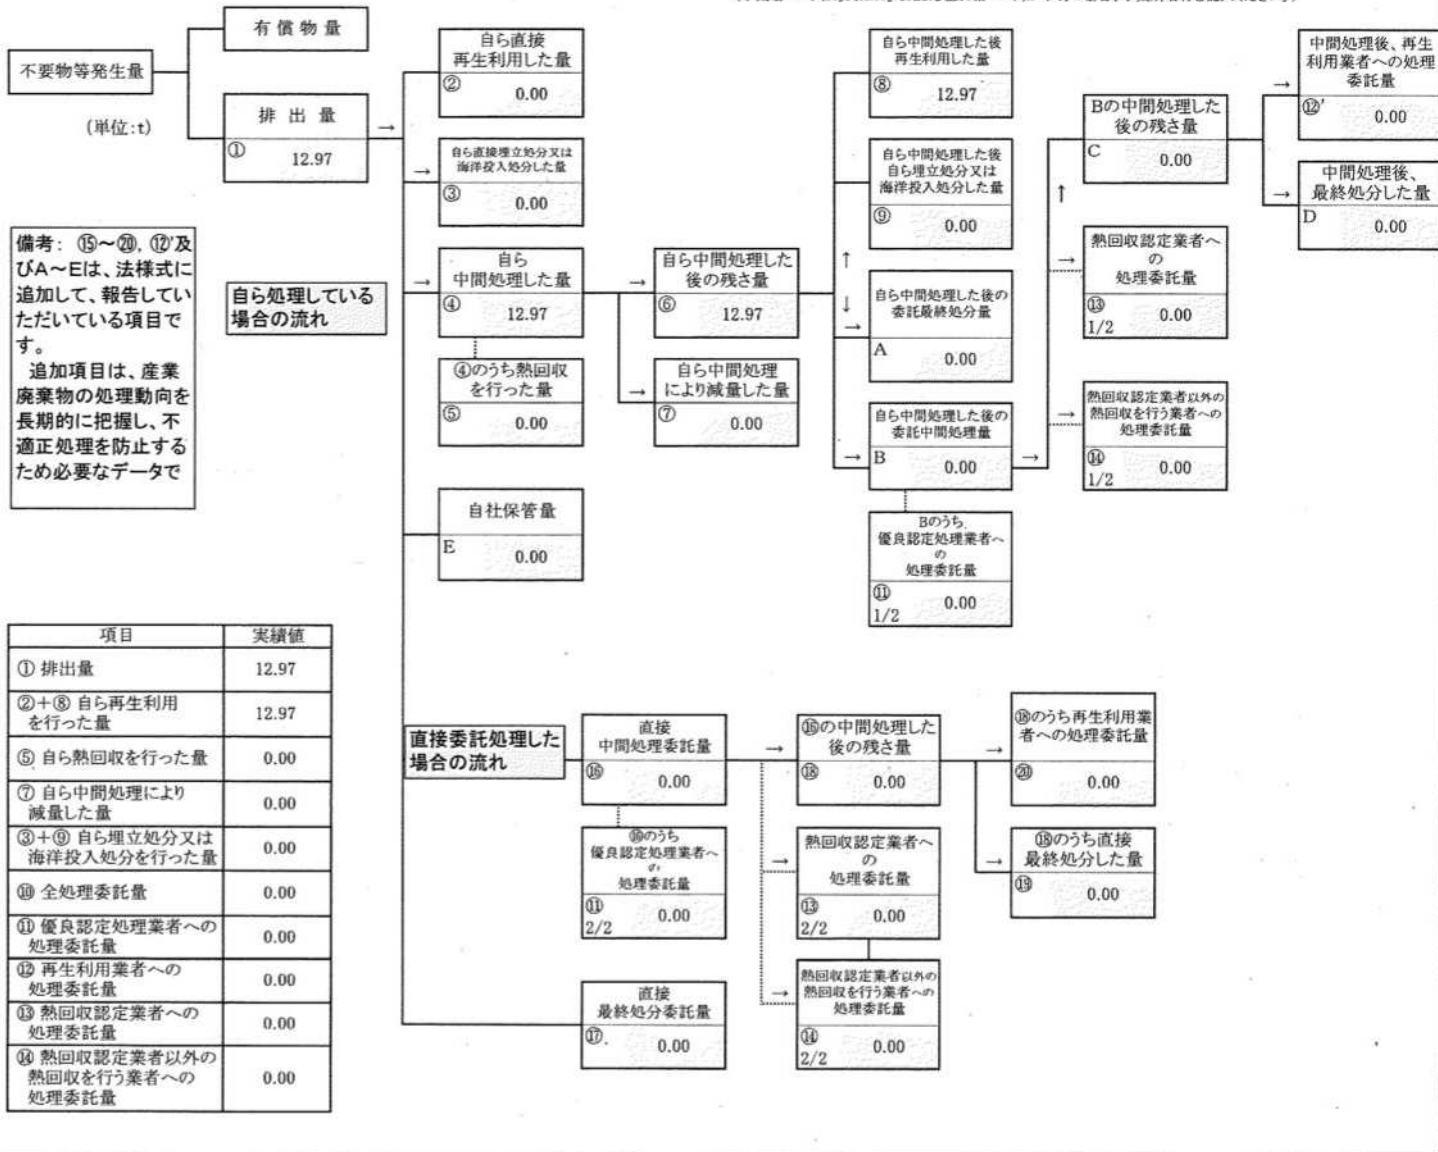 有償物量
不要物等発生量
(単位:t)
排出量
① 12.97
自ら直接
再生利用した量
② 0.00
自ら直接埋立処分又は
海洋投入処分した量
③ 0.00
自ら
中間処理した量
④ 12.97
④のうち熱回収
を行った量
⑤ 0.00
自ら中間処理した
後の残さ量
⑥ 12.97
自ら中間処理
により減量した量
⑦ 0.00
自ら中間処理した後
再生利用した量
⑧ 12.97
自ら中間処理した後
自ら埋立処分又は
海洋投入処分した量
⑨ 0.00
自ら中間処理した後の
委託最終処分量
A 0.00
自ら中間処理した後の
委託中間処理量
B 0.00
Bのうち
優良認定処理業者へ
の
処理委託量
⑪
1/2 0.00
Bの中間処理した
後の残さ量
C 0.00
熱回収認定業者へ
の処理委託量
⑬
1/2 0.00
熱回収認定業者以外の
熱回収を行う業者への
処理委託量
⑭
1/2 0.00
中間処理後、再生
利用業者への処理
委託量
⑫' 0.00
中間処理後、
最終処分した量
D 0.00
備考: ⑮～⑳, ⑫'及
びA～Eは、法様式に
追加して、報告してい
ただいている項目で
す。
追加項目は、産業
廃棄物の処理動向を
長期的に把握し、不
適正処理を防止する
ため必要なデータで
自ら処理している
場合の流れ
自社保管量
E 0.00
項目 実績値
① 排出量 12.97
②+⑧ 自ら再生利用
を行った量 12.97
⑤ 自ら熱回収を行った量 0.00
⑦ 自ら中間処理により
減量した量 0.00
③+⑨ 自ら埋立処分又は
海洋投入処分を行った量 0.00
⑩ 全処理委託量 0.00
⑪ 優良認定処理業者への
処理委託量 0.00
⑫ 再生利用業者への
処理委託量 0.00
⑬ 熱回収認定業者への
処理委託量 0.00
⑭ 熱回収認定業者以外の
熱回収を行う業者への
処理委託量 0.00
直接委託処理した
場合の流れ
直接
中間処理委託量
⑯ 0.00
⑯のうち
優良認定処理業者へ
の
処理委託量
⑪
2/2 0.00
直接
最終処分委託量
⑰ 0.00
⑯の中間処理した
後の残さ量
⑱ 0.00
熱回収認定業者へ
の
処理委託量
⑬
2/2 0.00
熱回収認定業者以外の
熱回収を行う業者への
処理委託量
⑭
2/2 0.00
⑱のうち再生利用業
者への処理委託量
⑳ 0.00
⑱のうち直接
最終処分した量
⑲ 0.00